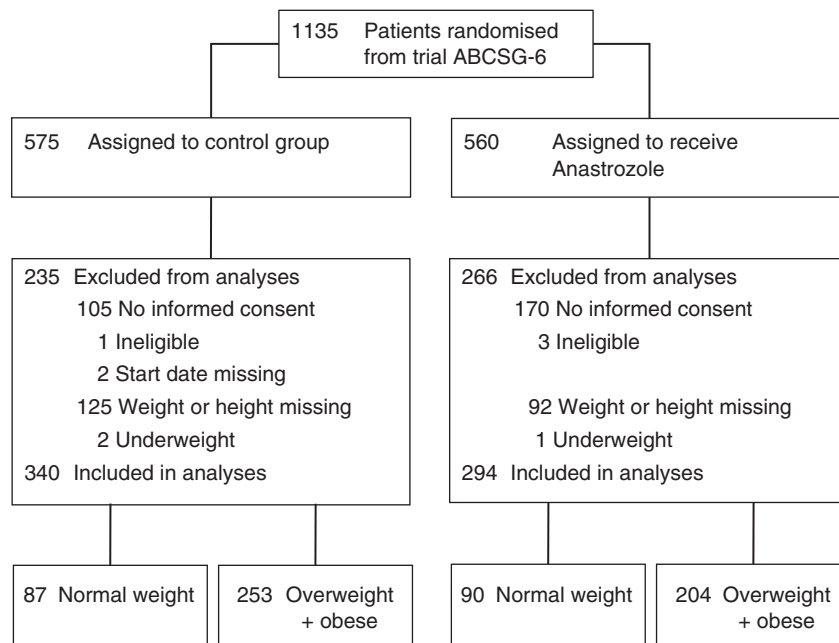 1135 Patients randomised
from trial ABCSG-6
575 Assigned to control group
560 Assigned to receive
Anastrozole
235 Excluded from analyses
105 No informed consent
1 Ineligible
2 Start date missing
125 Weight or height missing
2 Underweight
340 Included in analyses
266 Excluded from analyses
170 No informed consent
3 Ineligible
92 Weight or height missing
1 Underweight
294 Included in analyses
87 Normal weight
253 Overweight
+ obese
90 Normal weight
204 Overweight
+ obese